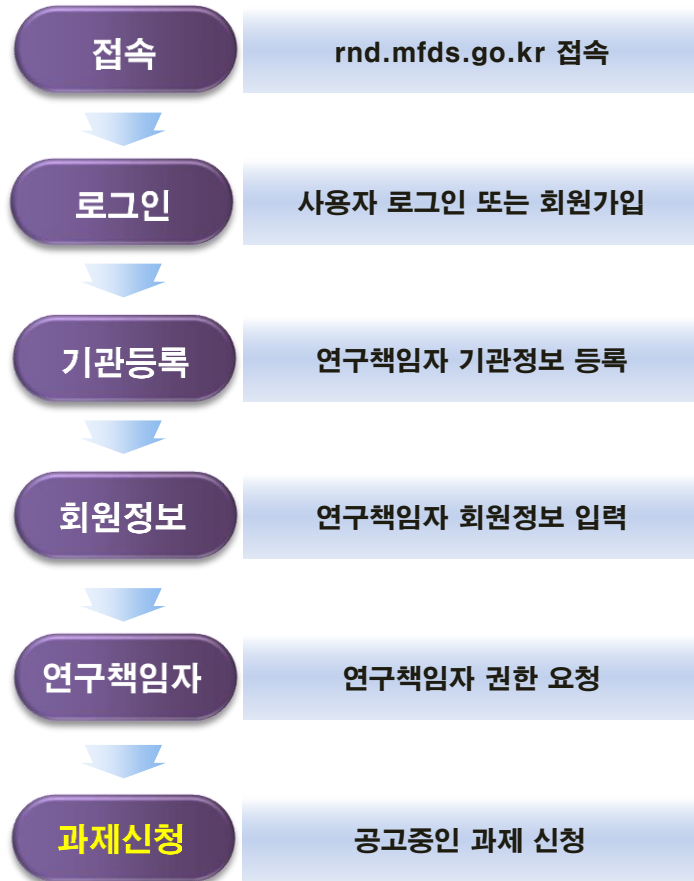 접속
rnd.mfds.go.kr 접속
로그인
사용자 로그인 또는 회원가입
기관등록
연구책임자 기관정보 등록
회원정보
연구책임자 회원정보 입력
연구책임자
연구책임자 권한 요청
과제신청
공고중인 과제 신청